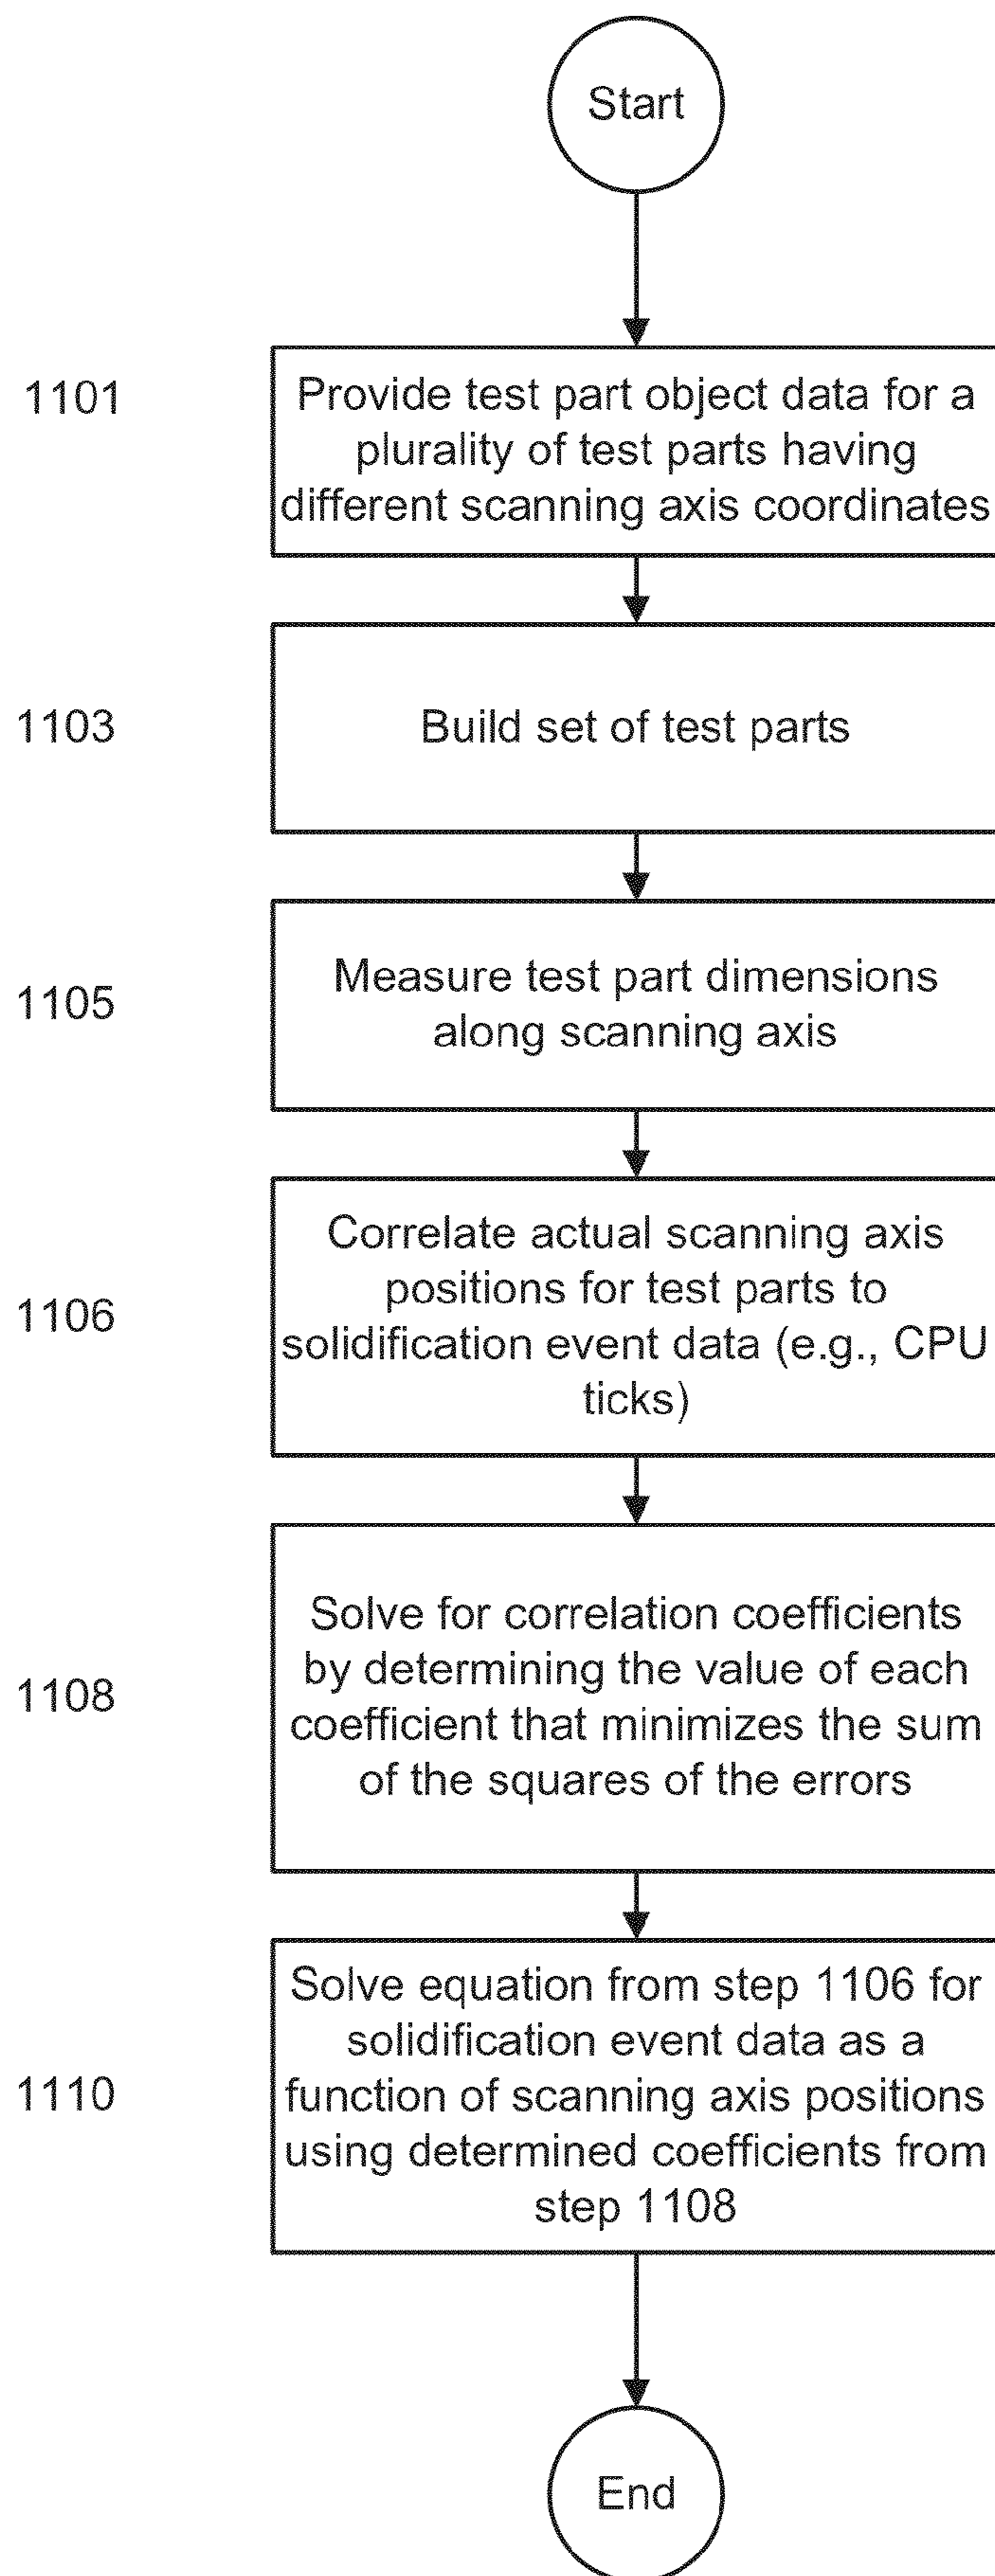 Start
1101
Provide test part object data for a
plurality of test parts having
different scanning axis coordinates
1103
Build set of test parts
1105
Measure test part dimensions
along scanning axis
1106
Correlate actual scanning axis
positions for test parts to
solidification event data (e.g., CPU
ticks)
1108
Solve for correlation coefficients
by determining the value of each
coefficient that minimizes the sum
of the squares of the errors
1110
Solve equation from step 1106 for
solidification event data as a
function of scanning axis positions
using determined coefficients from
step 1108
End